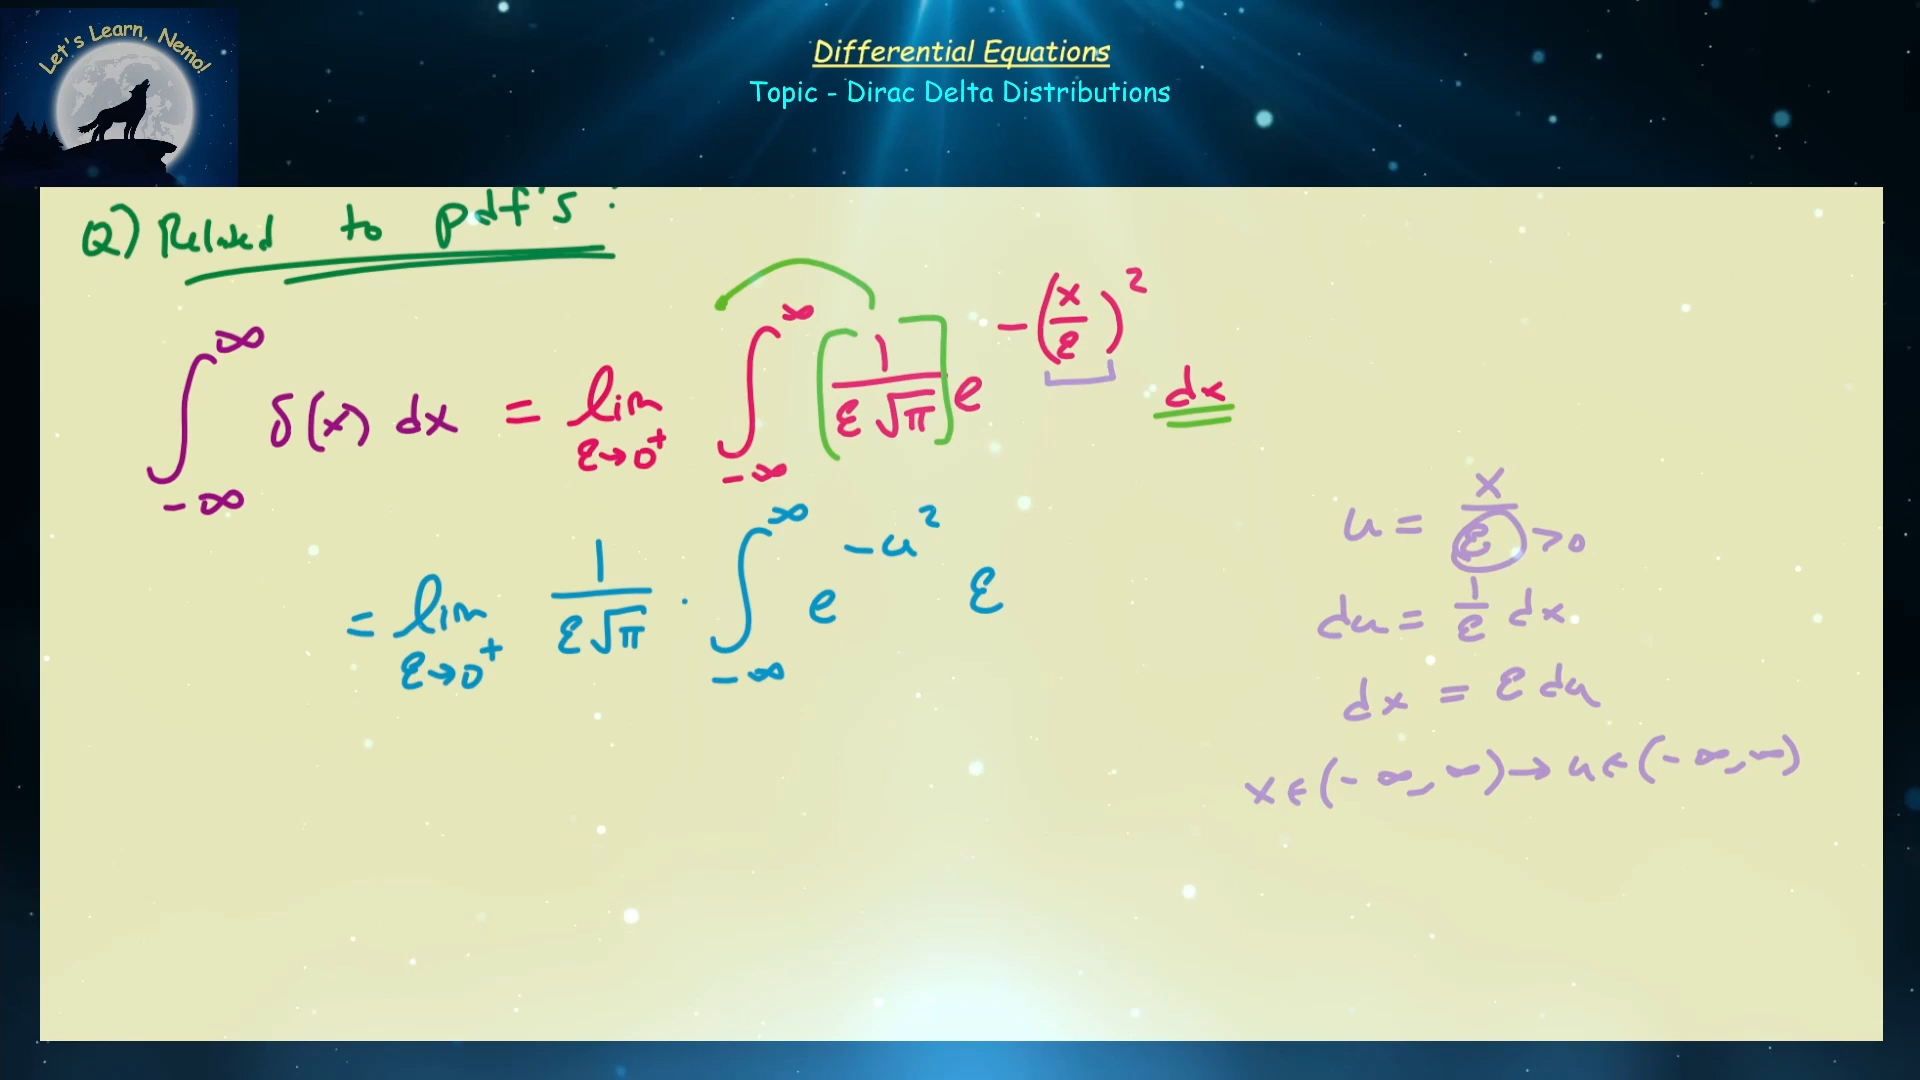 Let's Learn, Nemo!
Differential Equations
Topic - Dirac Delta Distributions
Q) Related to pdf's:
∫_{-∞}^{∞} δ(x) dx = lim_{ε→0⁺} ∫_{-∞}^{∞} [1/(ε√π)] e^{-(x/ε)²} dx
= lim_{ε→0⁺} 1/(ε√π) · ∫_{-∞}^{∞} e^{-u²} ε
u = x/ε >0
du = 1/ε dx
dx = ε du
x ∈ (-∞, ∞) → u ∈ (-∞, ∞)